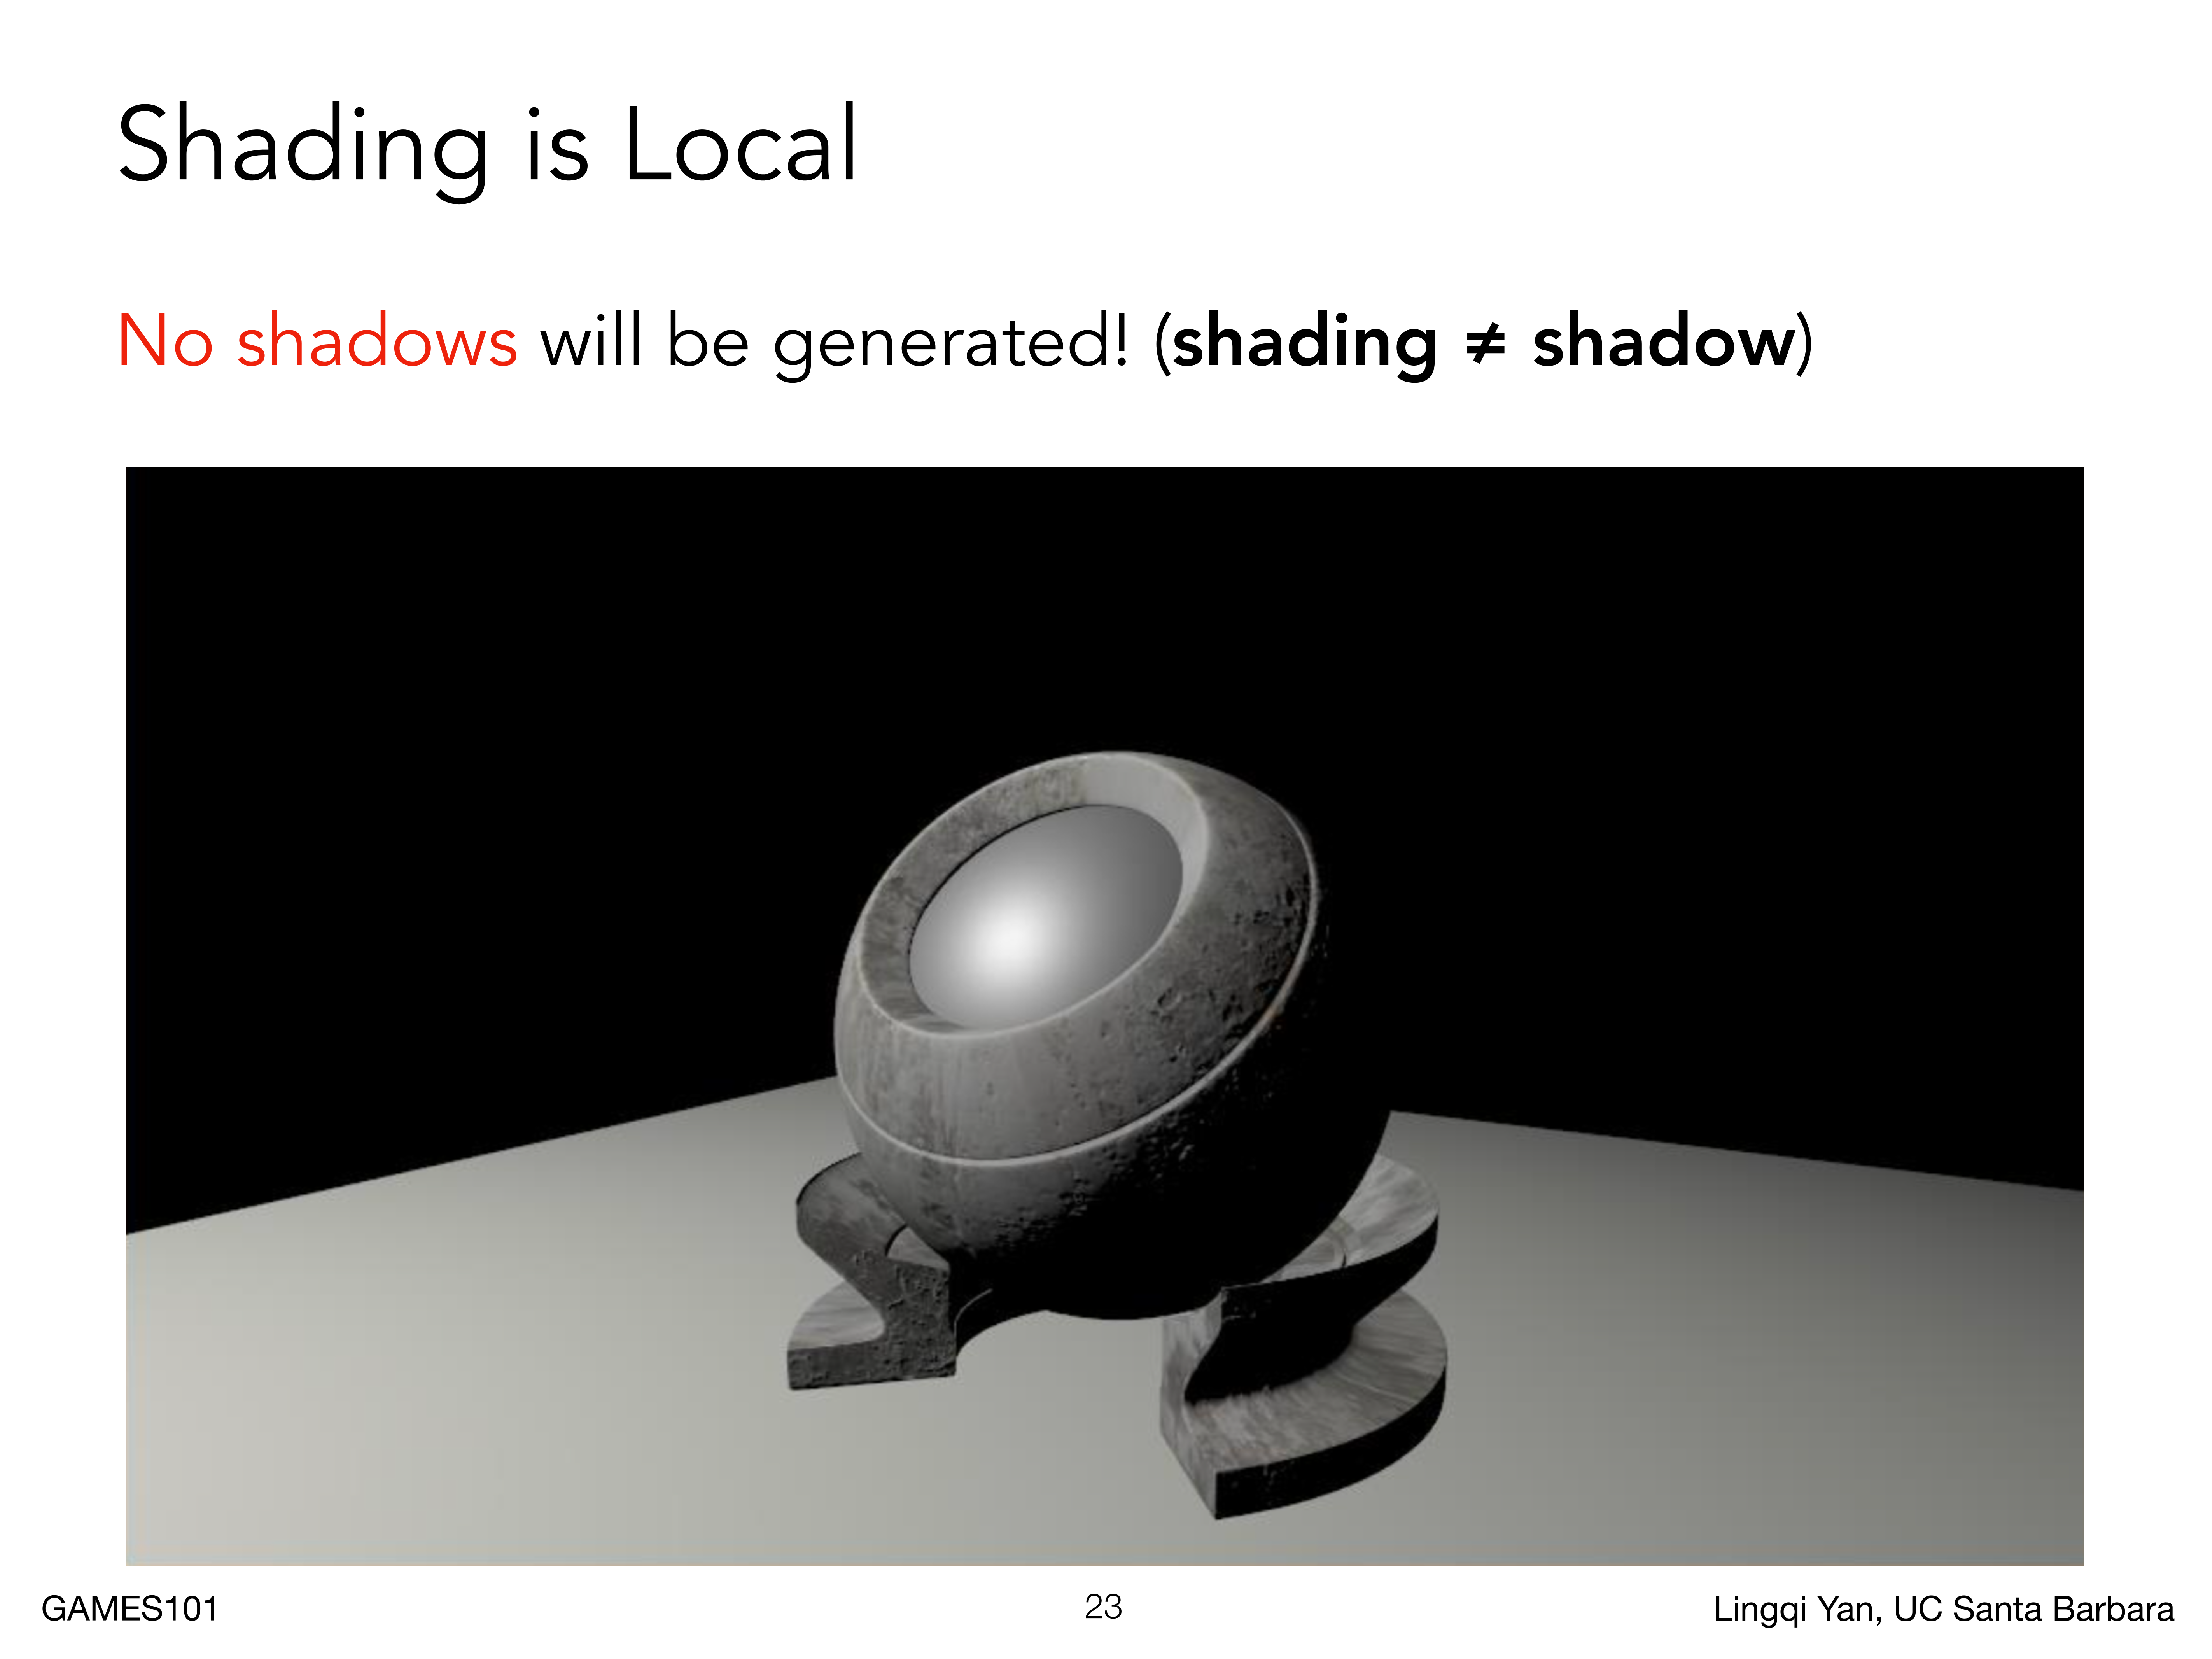 Shading is Local
No shadows will be generated! (shading ≠ shadow)
GAMES101
23
Lingqi Yan, UC Santa Barbara